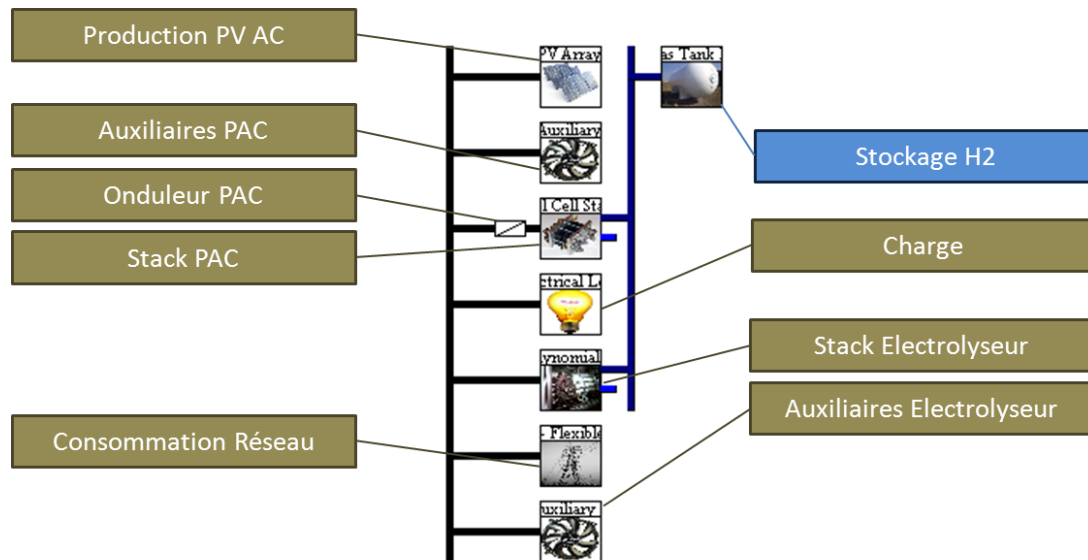 Production PV AC
PV Array
as Tank
Auxiliaires PAC
Auxiliary
Stockage H2
Onduleur PAC
l Cell Sta
Stack PAC
Charge
ctrical L
Stack Electrolyseur
ynomial
Auxiliaires Electrolyseur
Consommation Réseau
Flexible
uxiliary